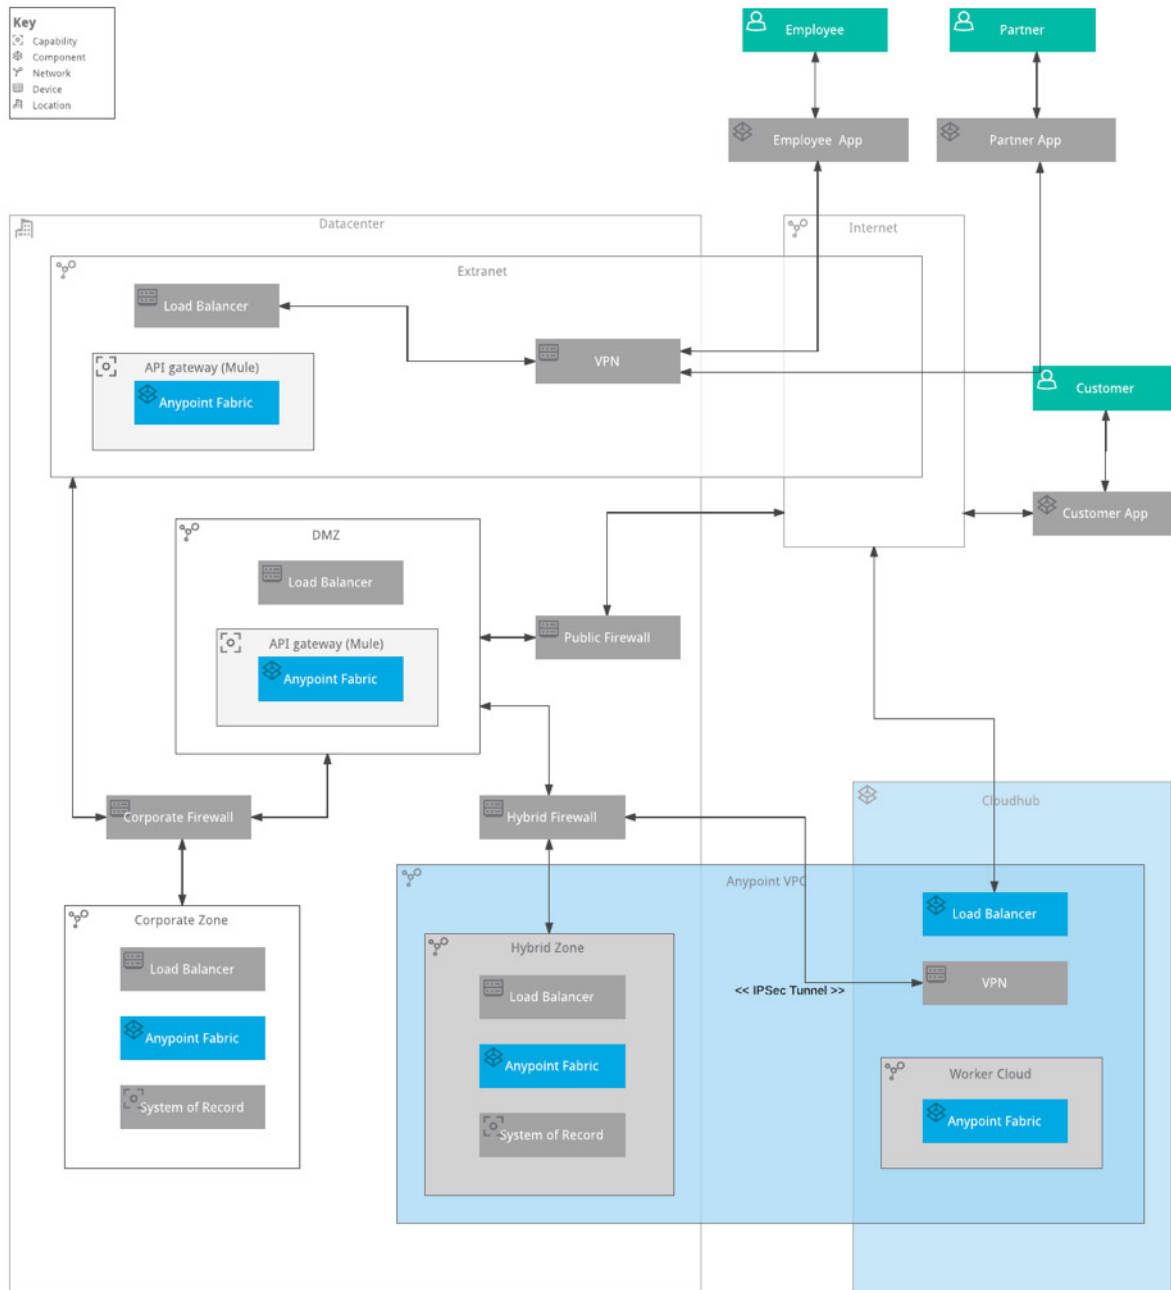 Key
Capability
Component
Network
Device
Location
Employee
Partner
Employee App
Partner App
Datacenter
Internet
Extranet
Load Balancer
VPN
API gateway (Mule)
Anypoint Fabric
Customer
Customer App
DMZ
Load Balancer
Public Firewall
API gateway (Mule)
Anypoint Fabric
Corporate Firewall
Hybrid Firewall
Cloudhub
Anypoint VPC
Corporate Zone
Load Balancer
Anypoint Fabric
System of Record
Hybrid Zone
Load Balancer
Anypoint Fabric
System of Record
Load Balancer
VPN
<< IPSec Tunnel >>
Worker Cloud
Anypoint Fabric